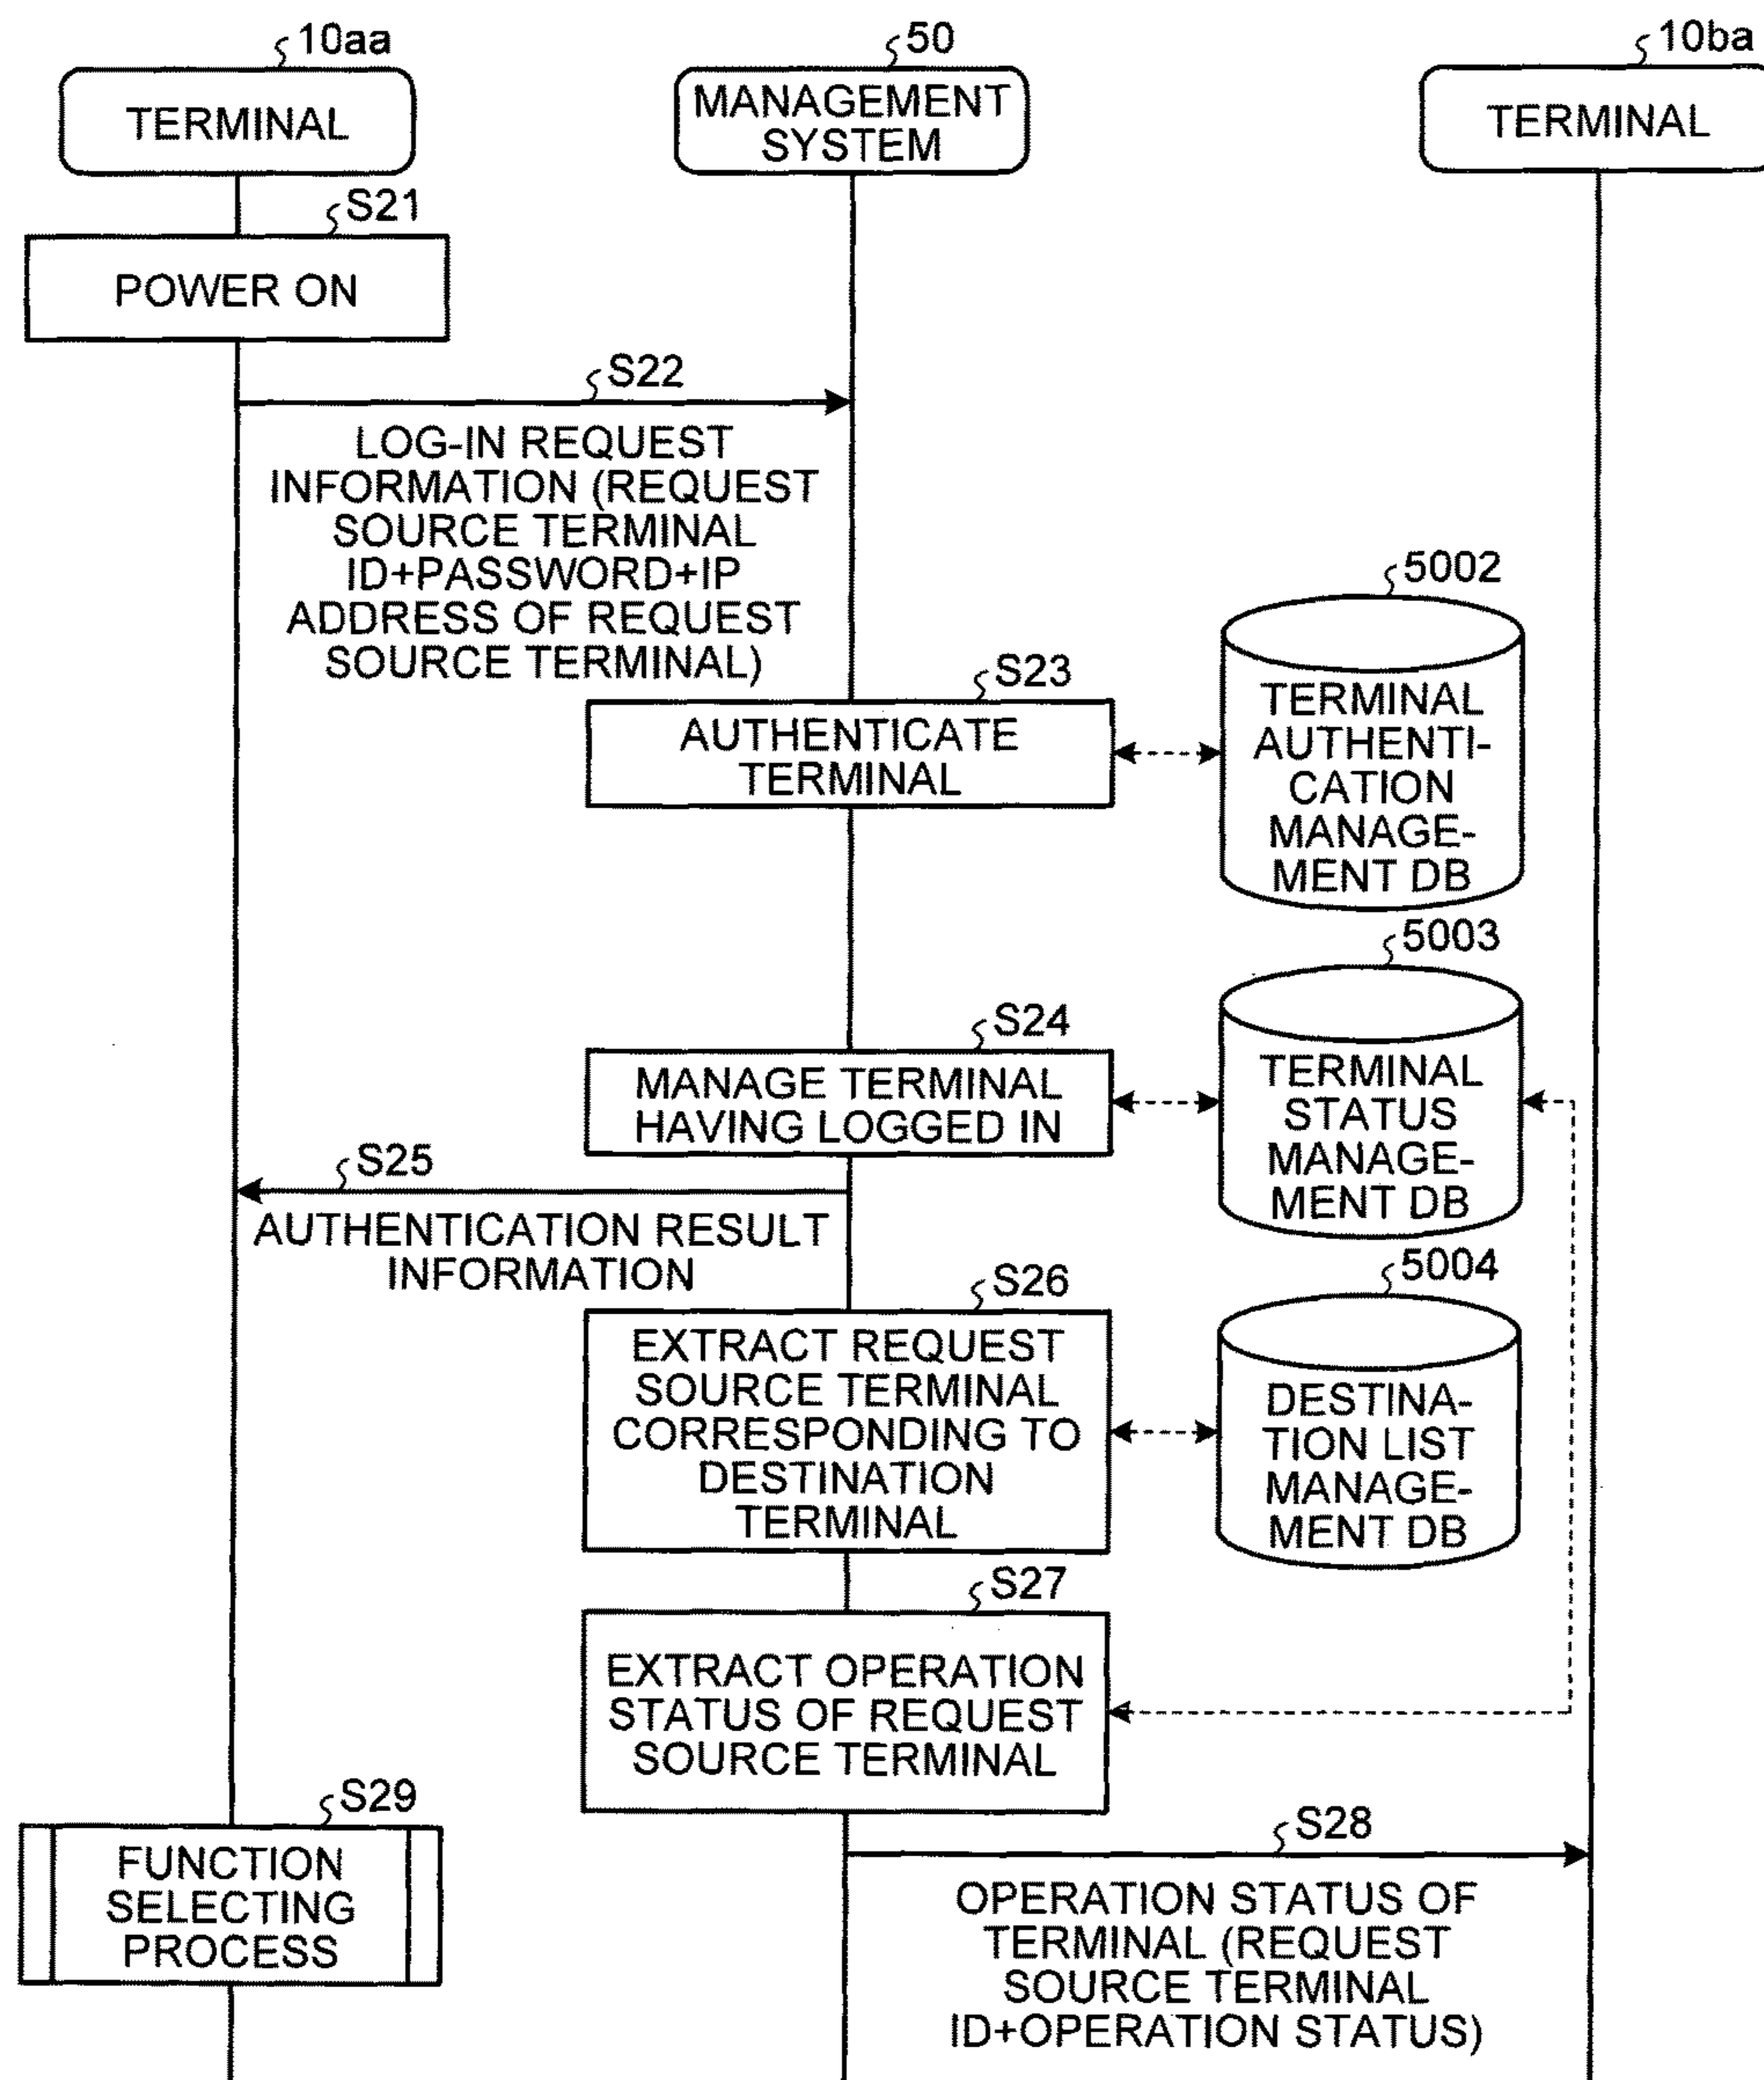 10aa
50
10ba
TERMINAL
MANAGEMENT
SYSTEM
TERMINAL
S21
POWER ON
S22
LOG-IN REQUEST
INFORMATION (REQUEST
SOURCE TERMINAL
ID+PASSWORD+IP
ADDRESS OF REQUEST
SOURCE TERMINAL)
S23
AUTHENTICATE
TERMINAL
5002
TERMINAL
AUTHENTI-
CATION
MANAGE-
MENT DB
S24
MANAGE TERMINAL
HAVING LOGGED IN
5003
TERMINAL
STATUS
MANAGE-
MENT DB
S25
AUTHENTICATION RESULT
INFORMATION
S26
EXTRACT REQUEST
SOURCE TERMINAL
CORRESPONDING TO
DESTINATION
TERMINAL
5004
DESTINA-
TION LIST
MANAGE-
MENT DB
S27
EXTRACT OPERATION
STATUS OF REQUEST
SOURCE TERMINAL
S29
FUNCTION
SELECTING
PROCESS
S28
OPERATION STATUS OF
TERMINAL (REQUEST
SOURCE TERMINAL
ID+OPERATION STATUS)